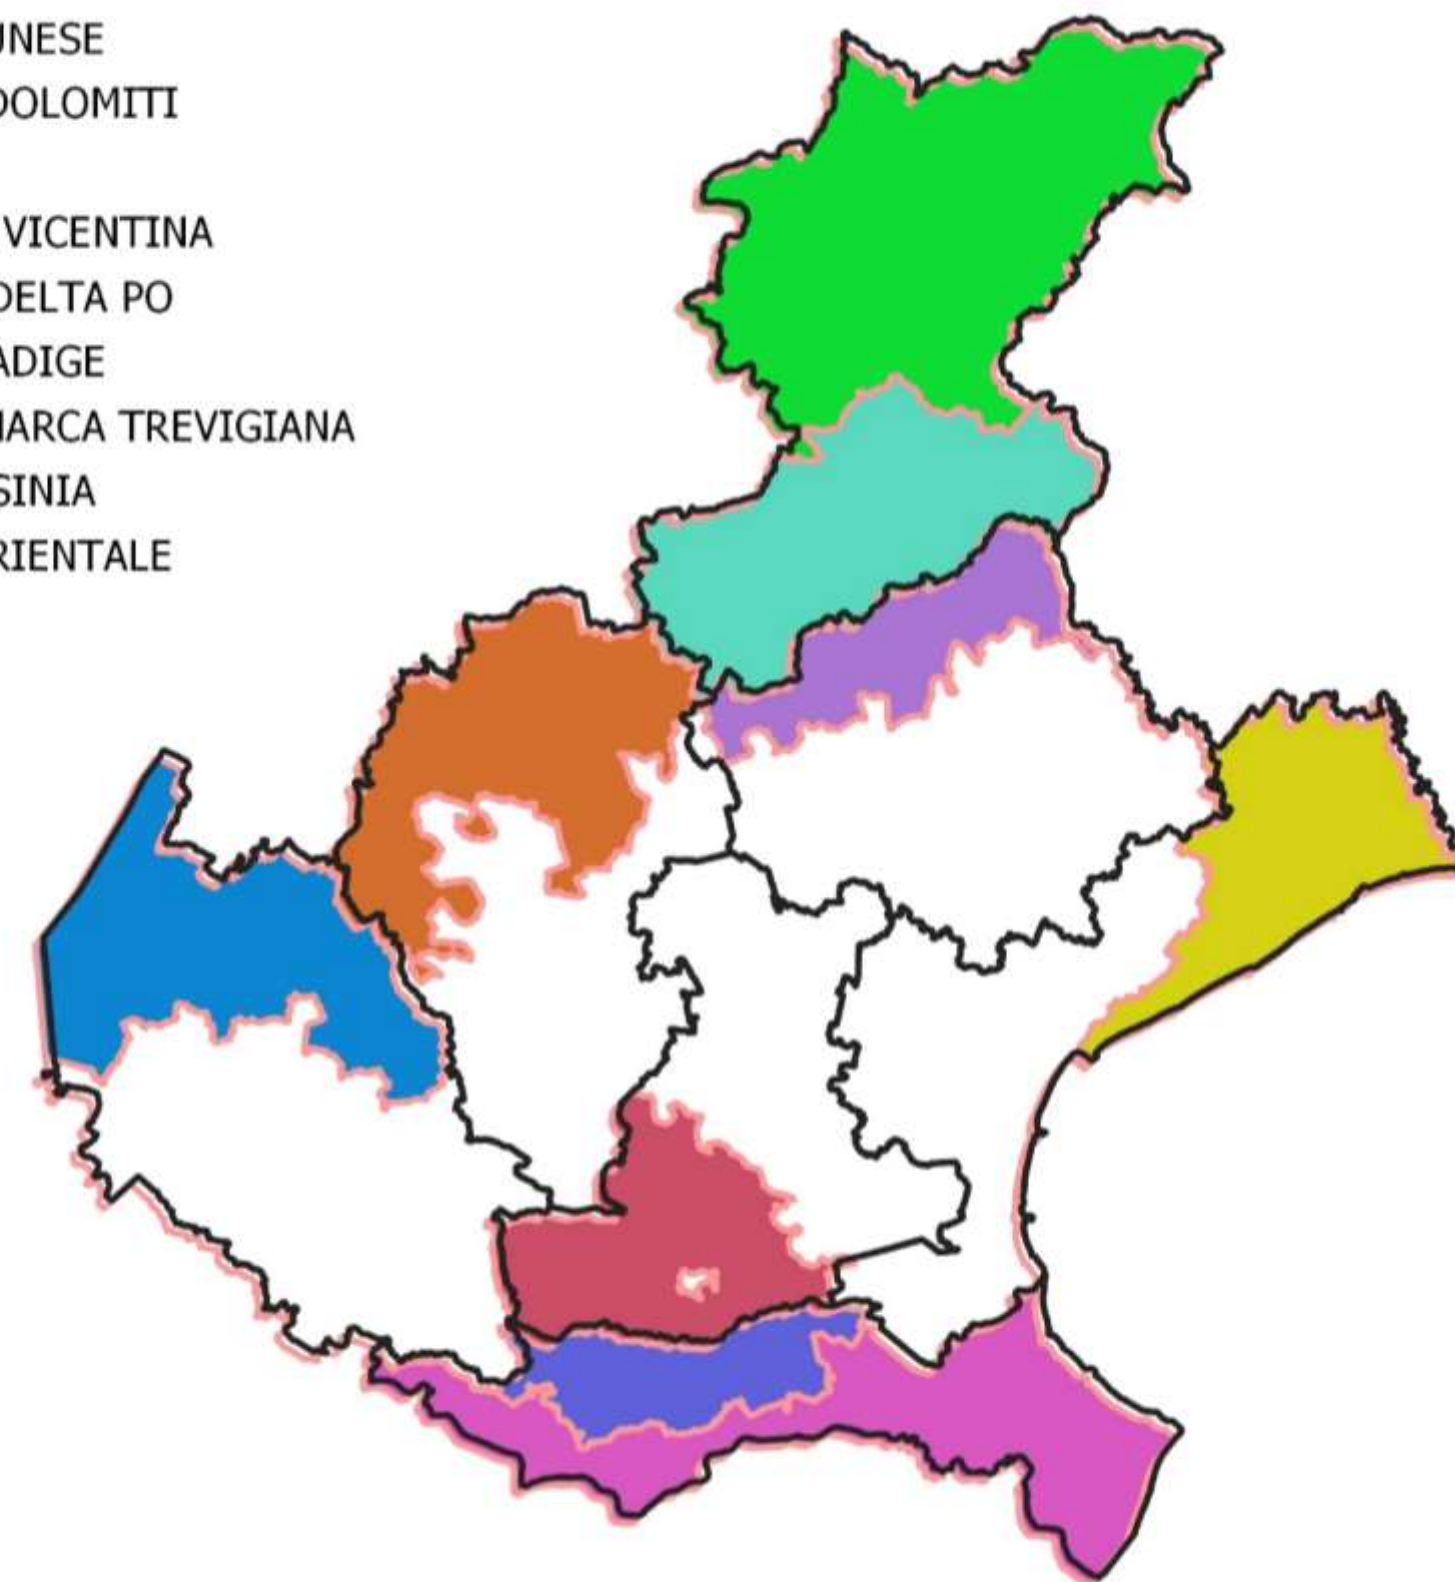 UNESE
DOLOMITI
VICENTINA
DELTA PO
ADIGE
MARCA TREVIGIANA
SINIA
RIENTALE